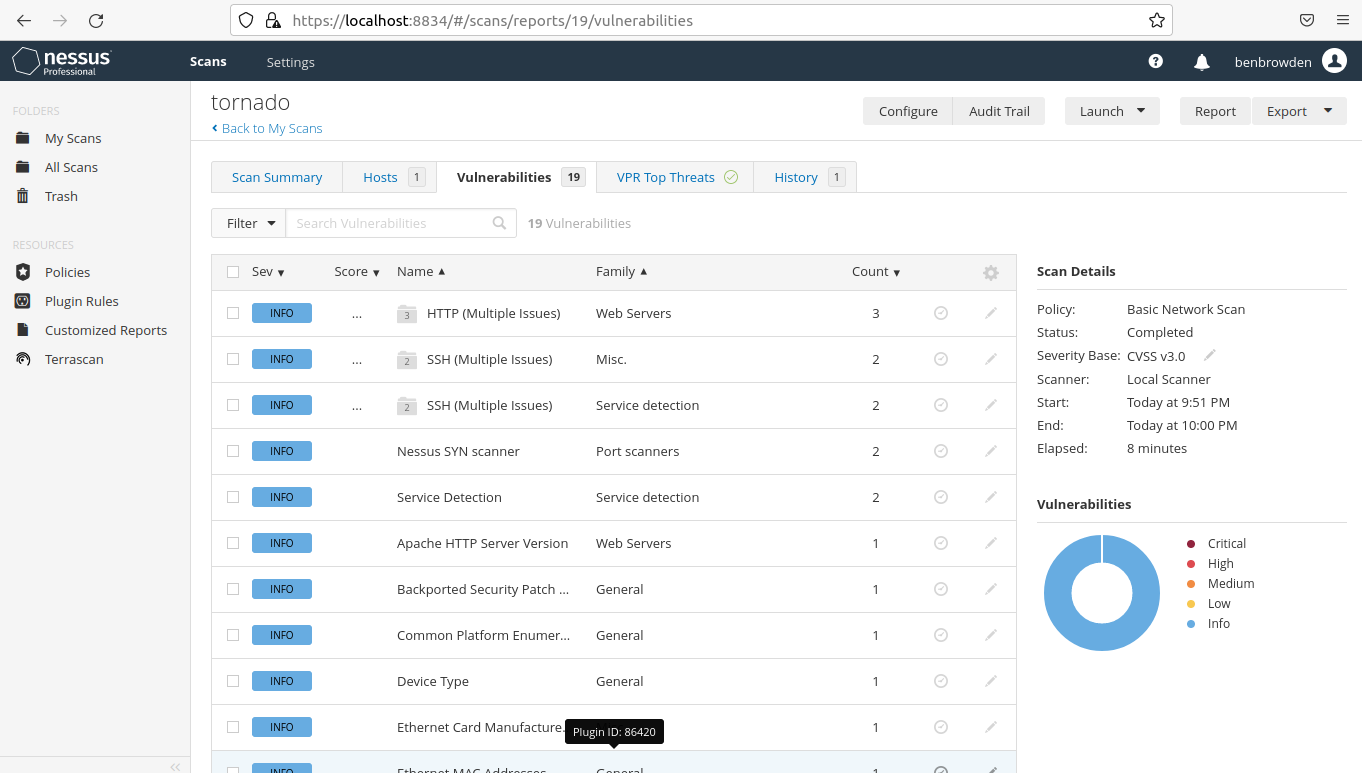 https://localhost:8834/#/scans/reports/19/vulnerabilities
nessus Professional
Scans Settings
benbrowden
FOLDERS
My Scans
All Scans
Trash
RESOURCES
Policies
Plugin Rules
Customized Reports
Terrascan
tornado
Back to My Scans
Configure Audit Trail Launch Report Export
Scan Summary Hosts 1 Vulnerabilities 19 VPR Top Threats History 1
Filter Search Vulnerabilities 19 Vulnerabilities
Sev Score Name Family Count
INFO ... 3 HTTP (Multiple Issues) Web Servers 3
INFO ... 2 SSH (Multiple Issues) Misc. 2
INFO ... 2 SSH (Multiple Issues) Service detection 2
INFO Nessus SYN scanner Port scanners 2
INFO Service Detection Service detection 2
INFO Apache HTTP Server Version Web Servers 1
INFO Backported Security Patch ... General 1
INFO Common Platform Enumer... General 1
INFO Device Type General 1
INFO Ethernet Card Manufacture. 1
Plugin ID: 86420
INFO Ethernet MAC Addresses General 1
Scan Details
Policy: Basic Network Scan
Status: Completed
Severity Base: CVSS v3.0
Scanner: Local Scanner
Start: Today at 9:51 PM
End: Today at 10:00 PM
Elapsed: 8 minutes
Vulnerabilities
Critical
High
Medium
Low
Info